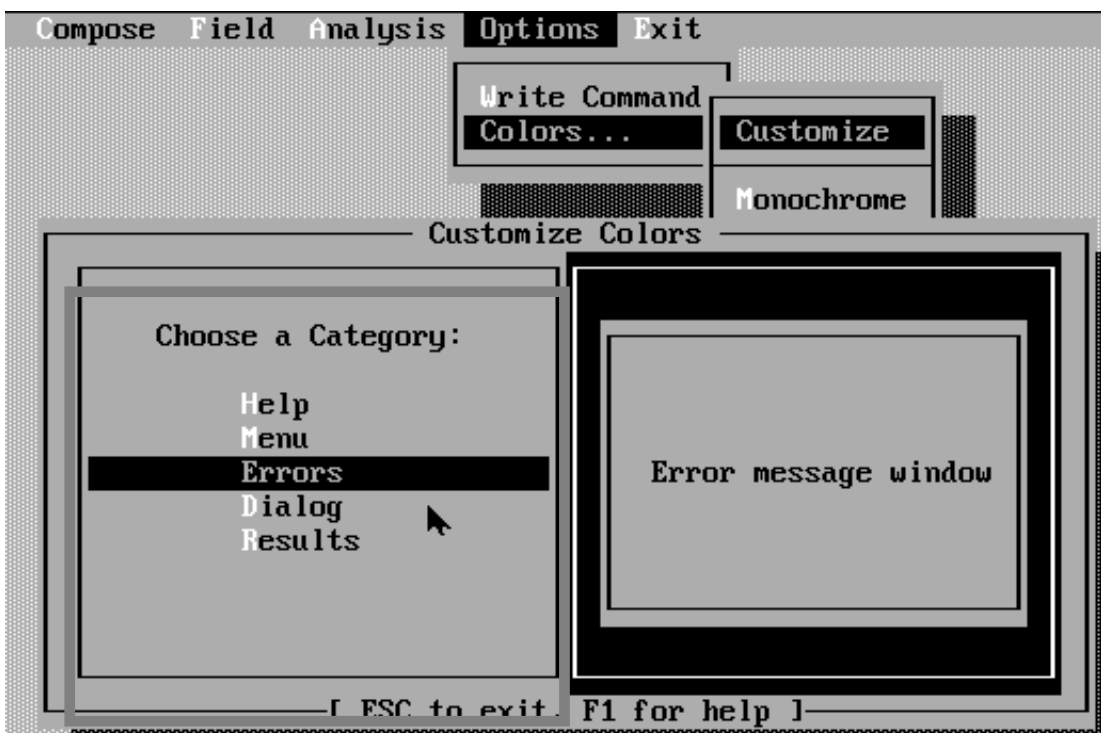 Compose Field Analysis Options Exit
Write Command
Colors...
Customize
Monochrome
Customize Colors
Choose a Category:
Help
Menu
Errors
Dialog
Results
Error message window
[ ESC to exit, F1 for help ]